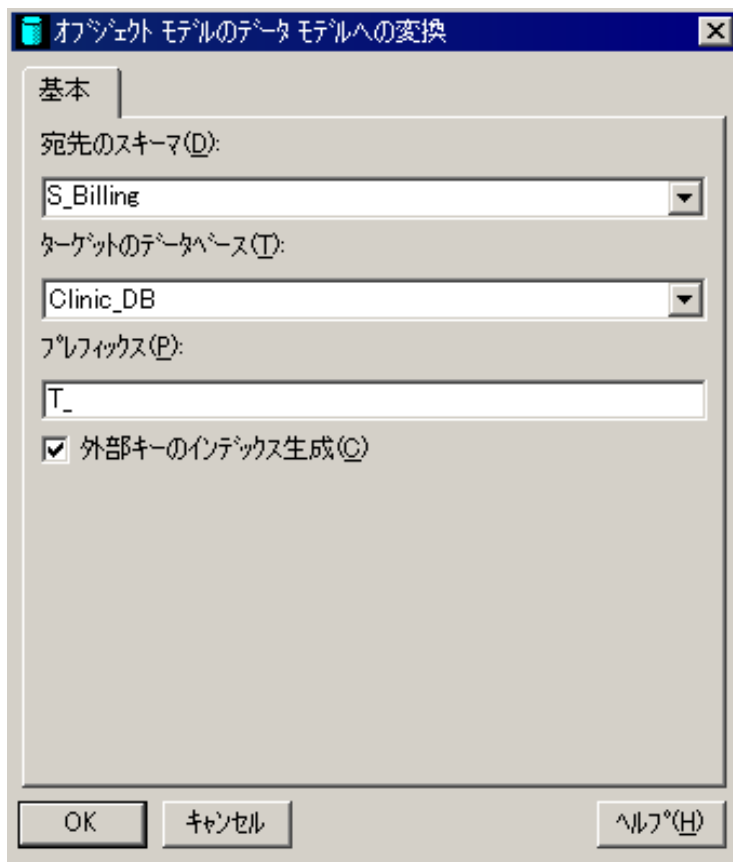 オブジェクト モデルのデータ モデルへの変換
基本
宛先のスキーマ(D):
S_Billing
ターゲットのデータベース(T):
Clinic_DB
プレフィックス(P):
T_
外部キーのインデックス生成(C)
OK キャンセル ヘルプ(H)